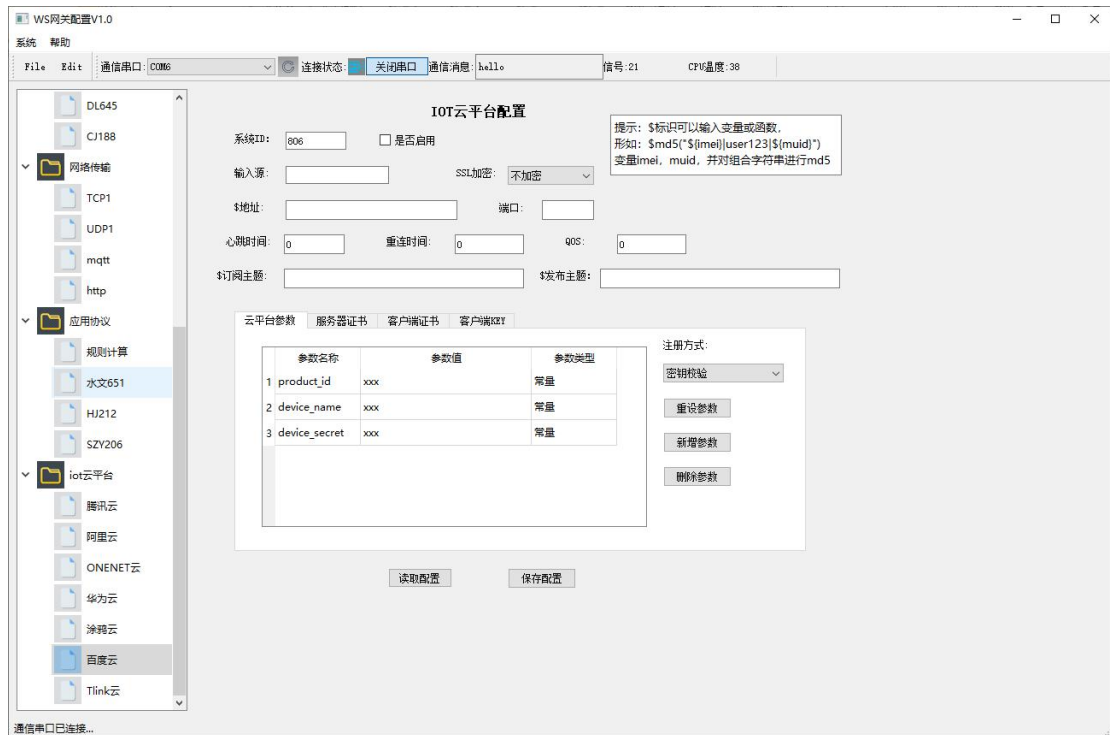 WS网关配置V1.0
系统 帮助
File Edit 通信串口: COM6 连接状态: 关闭串口 通信消息: hello 信号:21 CPU温度:38
DL645
CJ188
网络传输
TCP1
UDP1
mqtt
http
应用协议
规则计算
水文651
HJ212
SZY206
iot云平台
腾讯云
阿里云
ONENET云
华为云
涂鸦云
百度云
Tlink云
IOT云平台配置
系统ID: 806 是否启用
提示：$标识可以输入变量或函数，
形如：$md5("${imei}|user123|${muid}")
变量imei，muid，并对组合字符串进行md5
输入源: SSL加密: 不加密
$地址: 端口:
心跳时间: 0 重连时间: 0 QOS: 0
$订阅主题: $发布主题:
云平台参数 服务器证书 客户端证书 客户端KEY
参数名称 参数值 参数类型
1 product_id xxx 常量
2 device_name xxx 常量
3 device_secret xxx 常量
注册方式:
密钥校验
重设参数
新增参数
删除参数
读取配置 保存配置
通信串口已连接...